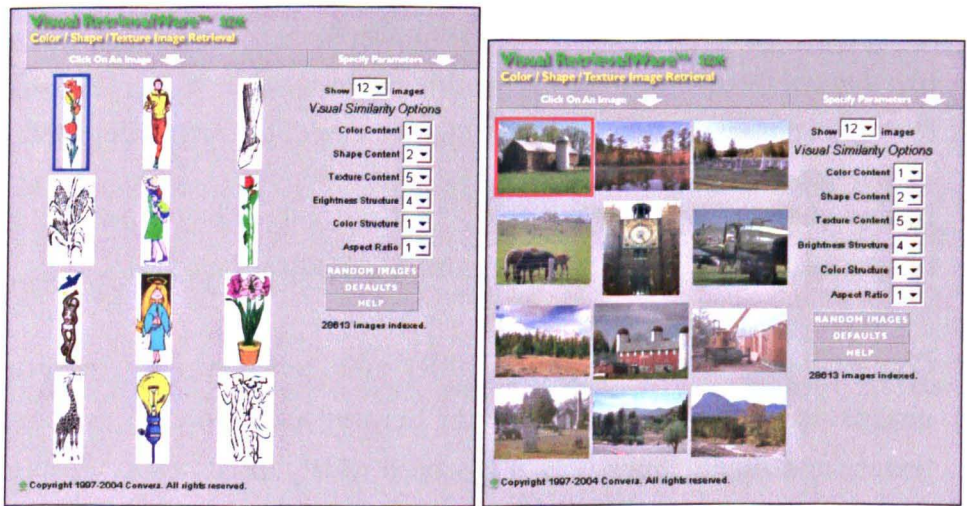 Visual RetrievalWare™ SDK
Color / Shape / Texture Image Retrieval
Click On An Image
Specify Parameters
Show 12 images
Visual Similarity Options
Color Content 1
Shape Content 2
Texture Content 5
Brightness Structure 4
Color Structure 1
Aspect Ratio 1
RANDOM IMAGES
DEFAULTS
HELP
28613 images indexed.
Copyright 1997-2004 Convera. All rights reserved.
Visual RetrievalWare™ SDK
Color / Shape / Texture Image Retrieval
Click On An Image
Specify Parameters
Show 12 images
Visual Similarity Options
Color Content 1
Shape Content 2
Texture Content 5
Brightness Structure 4
Color Structure 1
Aspect Ratio 1
RANDOM IMAGES
DEFAULTS
HELP
28613 images indexed.
Copyright 1997-2004 Convera. All rights reserved.